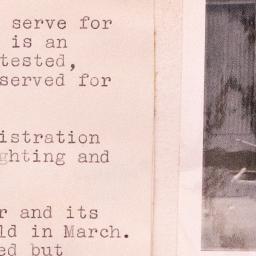 serve for
is an
tested,
served for
istration
ghting and
r and its
ld in March.
ed but